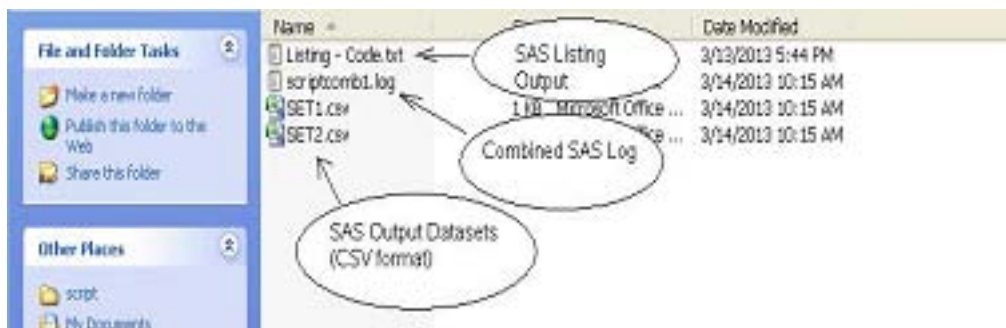 Name Date Modified
File and Folder Tasks
Listing - Code.txt SAS Listing 3/13/2013 5:44 PM
scriptcomb1.log Output 3/14/2013 10:15 AM
Make a new folder
SET1.csv 1 KB Microsoft Office ... 3/14/2013 10:15 AM
Publish this folder to the
Web
SET2.csv ... 3/14/2013 10:15 AM
Combined SAS Log
Share this folder
SAS Output Datasets
(CSV format)
Other Places
script
My Documents